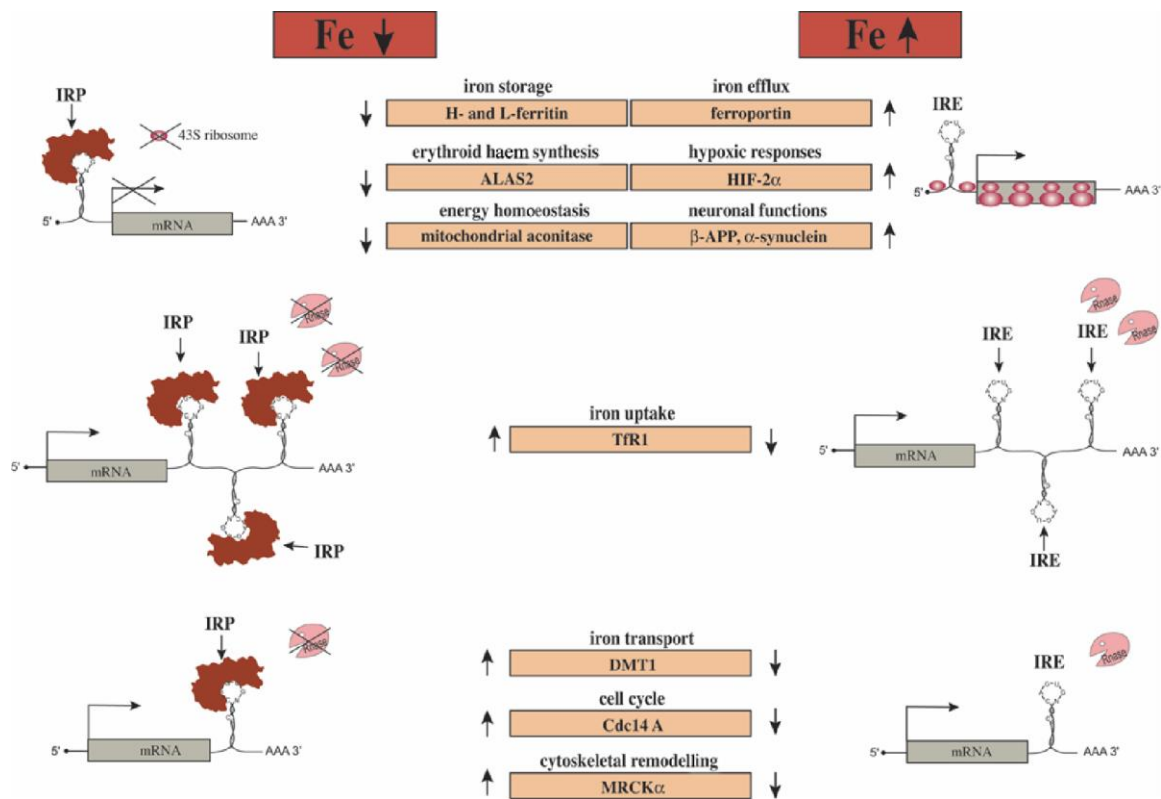 Fe
Fe
IRP
43S ribosome
5'
mRNA
AAA 3'
iron storage
H- and L-ferritin
iron efflux
ferroportin
erythroid haem synthesis
ALAS2
hypoxic responses
HIF-2α
energy homoeostasis
mitochondrial aconitase
neuronal functions
β-APP, α-synuclein
IRE
5'
AAA 3'
IRP
IRP
Rnase
Rnase
5'
mRNA
AAA 3'
IRP
iron uptake
TfR1
Rnase
Rnase
IRE
IRE
5'
mRNA
AAA 3'
IRE
IRP
Rnase
5'
mRNA
AAA 3'
iron transport
DMT1
cell cycle
Cdc14 A
cytoskeletal remodelling
MRCKα
IRE
Rnase
5'
mRNA
AAA 3'